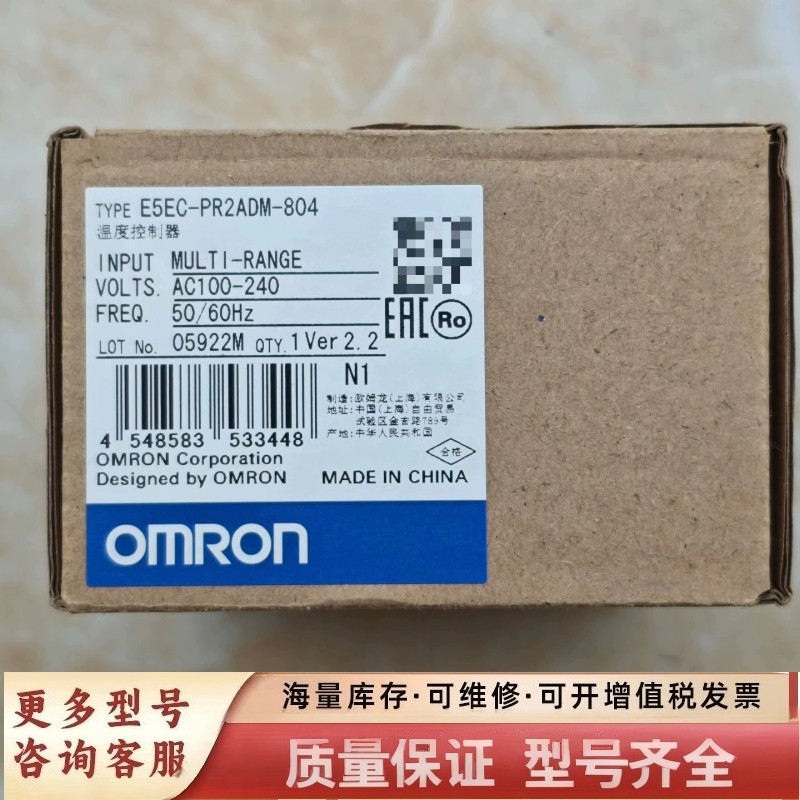 TYPE E5EC-PR2ADM-804
温度控制器
INPUT MULTI-RANGE
VOLTS. AC100-240
FREQ. 50/60Hz
LOT No. 05922M QTY. 1 Ver 2.2
EAC Ro
N1
制造:欧姆龙(上海)有限公司
地址:中国(上海)自由贸易
试验区金吉路789号
产地:中华人民共和国
4 548583 533448
合格
OMRON Corporation
Designed by OMRON
MADE IN CHINA
OMRON
更多型号
咨询客服
海量库存·可维修·可开增值税发票
质量保证 型号齐全